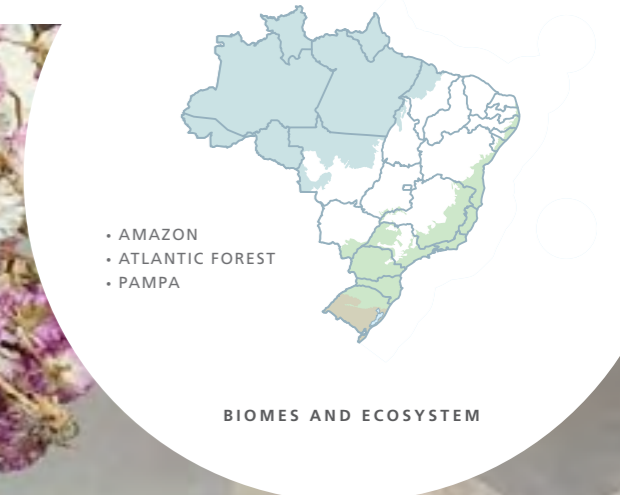 • AMAZON
• ATLANTIC FOREST
• PAMPA
BIOMES AND ECOSYSTEM